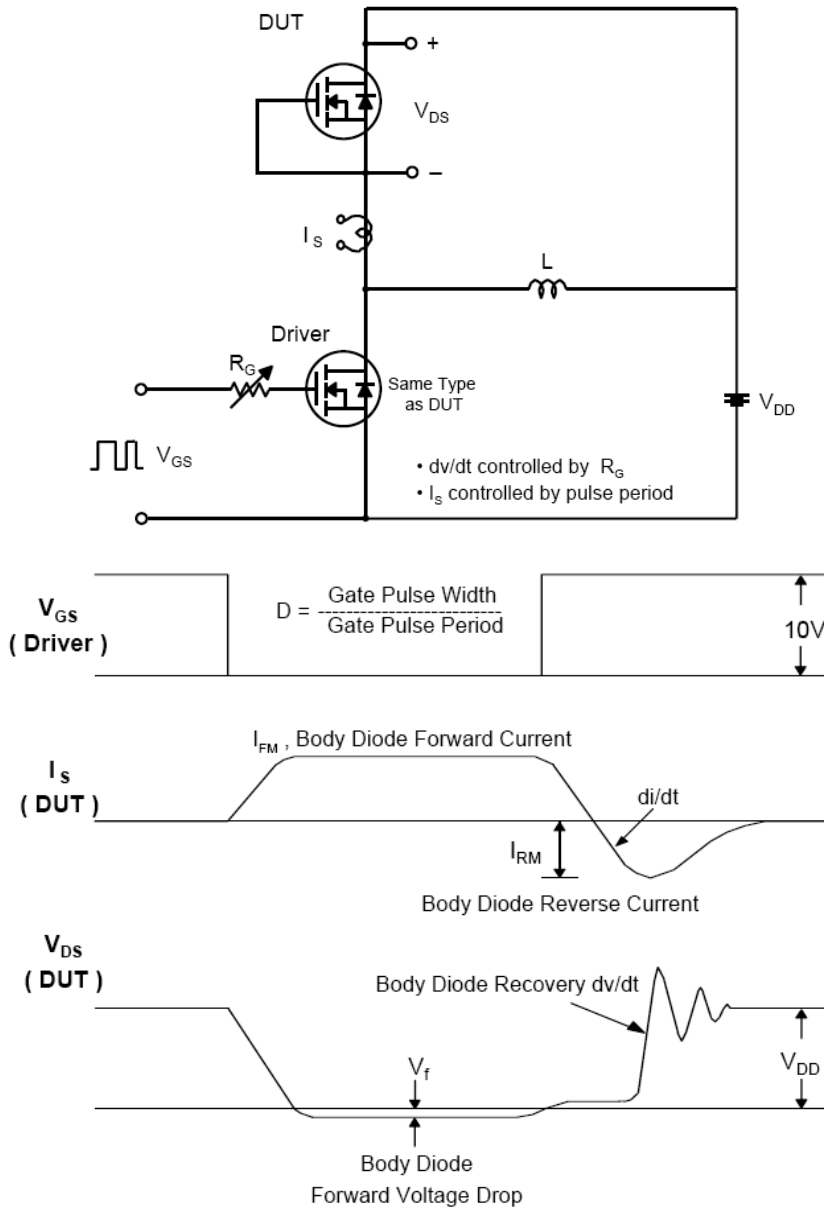 DUT
+
V_DS
–
I_S
L
Driver
R_G
Same Type
as DUT
V_DD
V_GS
• dv/dt controlled by R_G
• I_S controlled by pulse period
V_GS
( Driver )
D = Gate Pulse Width
Gate Pulse Period
10V
I_FM , Body Diode Forward Current
I_S
( DUT )
di/dt
I_RM
Body Diode Reverse Current
V_DS
( DUT )
Body Diode Recovery dv/dt
V_f
V_DD
Body Diode
Forward Voltage Drop